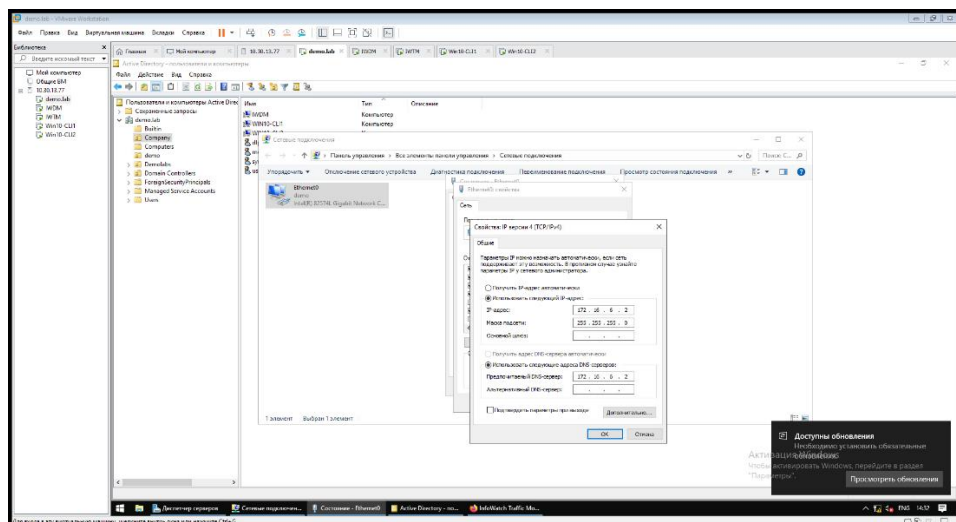 demo.lab - VMware Workstation
Файл Правка Вид Виртуальная машина Вкладки Справка
Библиотека
Введите искомый текст
Мой компьютер
Общие ВМ
10.30.13.77
demo.lab
IWDM
IWTM
Win10-CLI1
Win10-CLI2
Главная
Мой компьютер
10.30.13.77
demo.lab
IWDM
IWTM
Win10-CLI1
Win10-CLI2
Active Directory - пользователи и компьютеры
Файл Действие Вид Справка
Пользователи и компьютеры Active Direc
Сохраненные запросы
demo.lab
Builtin
Company
Computers
demo
Demolabs
Domain Controllers
ForeignSecurityPrincipals
Managed Service Accounts
Users
Имя Тип Описание
IWDM Компьютер
WIN10-CLI1 Компьютер
Сетевые подключения
Панель управления > Все элементы панели управления > Сетевые подключения
Упорядочить Отключение сетевого устройства Диагностика подключения Переименование подключения Просмотр состояния подключения
Ethernet0
demo
Intel(R) 82574L Gigabit Network C...
Ethernet0: свойства
Сеть
Свойства: IP версии 4 (TCP/IPv4)
Общие
Параметры IP можно назначать автоматически, если сеть
поддерживает эту возможность. В противном случае узнайте
параметры IP у сетевого администратора.
Получить IP-адрес автоматически
Использовать следующий IP-адрес:
IP-адрес: 172 . 16 . 6 . 2
Маска подсети: 255 . 255 . 255 . 0
Основной шлюз: . . .
Получить адрес DNS-сервера автоматически
Использовать следующие адреса DNS-серверов:
Предпочитаемый DNS-сервер: 172 . 16 . 6 . 2
Альтернативный DNS-сервер: . . .
Подтвердить параметры при выходе
Дополнительно...
OK Отмена
1 элемент Выбран 1 элемент
Доступны обновления
Необходимо установить обязательные
обновления.
Просмотреть обновления
Активация Windows
Чтобы активировать Windows, перейдите в раздел
"Параметры".
Диспетчер серверов
Сетевые подключен...
Состояние - Ethernet0
Active Directory - по...
InfoWatch Traffic Mo...
РУС 14:37